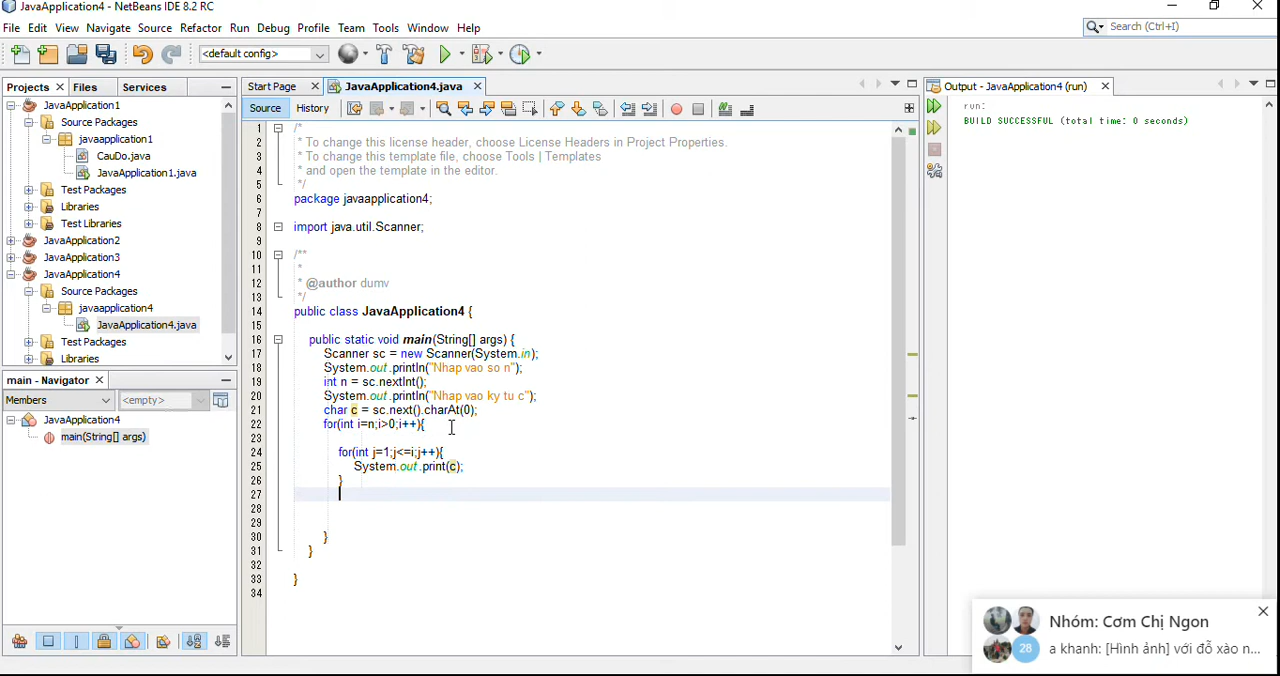 JavaApplication4 - NetBeans IDE 8.2 RC
File Edit View Navigate Source Refactor Run Debug Profile Team Tools Window Help
Search (Ctrl+I)
<default config>
Projects Files Services
JavaApplication1
Source Packages
javaapplication1
CauDo.java
JavaApplication1.java
Test Packages
Libraries
Test Libraries
JavaApplication2
JavaApplication3
JavaApplication4
Source Packages
javaapplication4
JavaApplication4.java
Test Packages
Libraries
main - Navigator
Members <empty>
JavaApplication4
main(String[] args)
Start Page JavaApplication4.java
Source History
1 /*
2 * To change this license header, choose License Headers in Project Properties.
3 * To change this template file, choose Tools | Templates
4 * and open the template in the editor.
5 */
6 package javaapplication4;
7
8 import java.util.Scanner;
9
10 /**
11 *
12 * @author dumv
13 */
14 public class JavaApplication4 {
15
16 public static void main(String[] args) {
17 Scanner sc = new Scanner(System.in);
18 System.out.println("Nhap vao so n");
19 int n = sc.nextInt();
20 System.out.println("Nhap vao ky tu c");
21 char c = sc.next().charAt(0);
22 for(int i=n;i>0;i++){
23
24 for(int j=1;j<=i;j++){
25 System.out.print(c);
26 }
27
28
29
30 }
31 }
32
33 }
34
Output - JavaApplication4 (run)
run:
BUILD SUCCESSFUL (total time: 0 seconds)
Nhóm: Cơm Chị Ngon
28 a khanh: [Hình ảnh] với đỗ xào n...